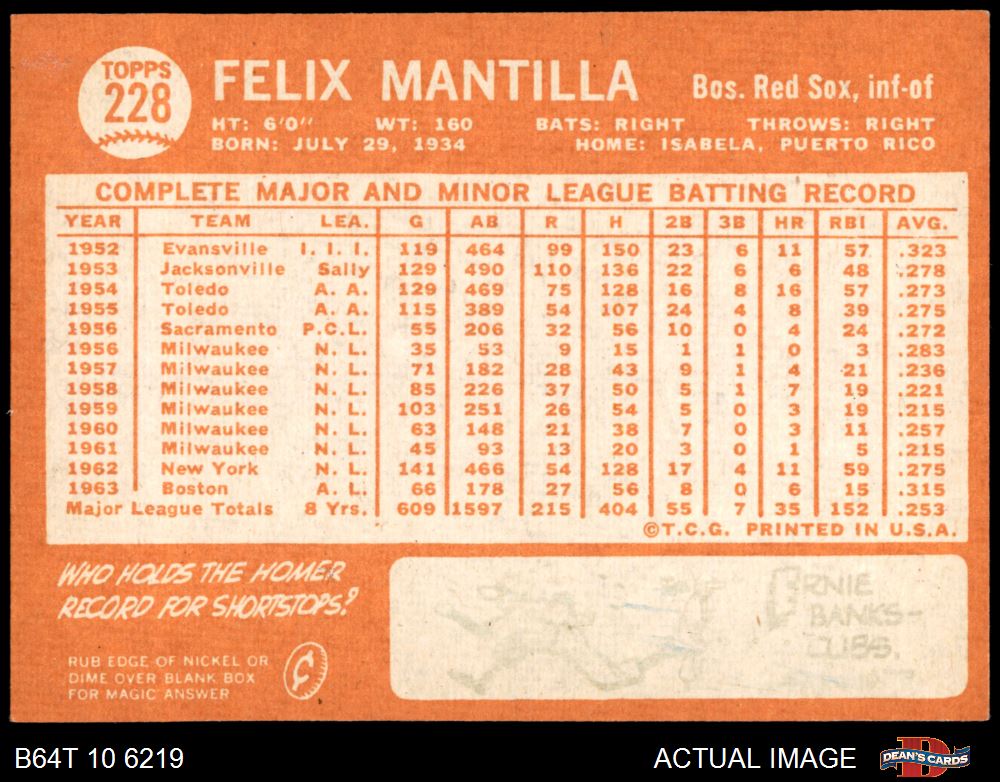 TOPPS
228
FELIX MANTILLA Bos. Red Sox, inf-of
HT: 6'0" WT: 160 BATS: RIGHT THROWS: RIGHT
BORN: JULY 29, 1934 HOME: ISABELA, PUERTO RICO
COMPLETE MAJOR AND MINOR LEAGUE BATTING RECORD
YEAR TEAM LEA. G AB R H 2B 3B HR RBI AVG.
1952 Evansville I. I. I. 119 464 99 150 23 6 11 57 .323
1953 Jacksonville Sally 129 490 110 136 22 6 6 48 .278
1954 Toledo A. A. 129 469 75 128 16 8 16 57 .273
1955 Toledo A. A. 115 389 54 107 24 4 8 39 .275
1956 Sacramento P.C.L. 55 206 32 56 10 0 4 24 .272
1956 Milwaukee N. L. 35 53 9 15 1 1 0 3 .283
1957 Milwaukee N. L. 71 182 28 43 9 1 4 21 .236
1958 Milwaukee N. L. 85 226 37 50 5 1 7 19 .221
1959 Milwaukee N. L. 103 251 26 54 5 0 3 19 .215
1960 Milwaukee N. L. 63 148 21 38 7 0 3 11 .257
1961 Milwaukee N. L. 45 93 13 20 3 0 1 5 .215
1962 New York N. L. 141 466 54 128 17 4 11 59 .275
1963 Boston A. L. 66 178 27 56 8 0 6 15 .315
Major League Totals 8 Yrs. 609 1597 215 404 55 7 35 152 .253
©T.C.G. PRINTED IN U.S.A.
WHO HOLDS THE HOMER
RECORD FOR SHORTSTOPS?
RUB EDGE OF NICKEL OR
DIME OVER BLANK BOX
FOR MAGIC ANSWER
¢
ERNIE
BANKS-
CUBS.
B64T 10 6219 ACTUAL IMAGE DEAN'S CARDS